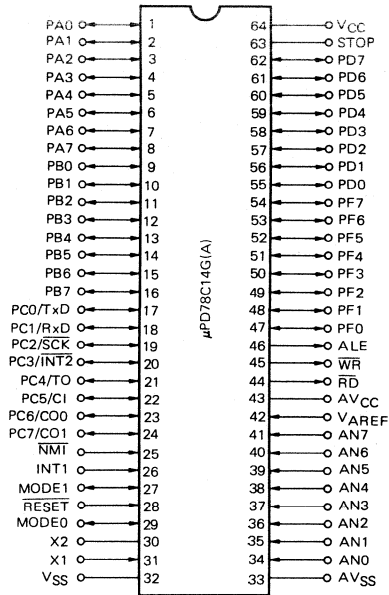 PA0 1 64 VCC
PA1 2 63 STOP
PA2 3 62 PD7
PA3 4 61 PD6
PA4 5 60 PD5
PA5 6 59 PD4
PA6 7 58 PD3
PA7 8 57 PD2
PB0 9 56 PD1
PB1 10 55 PD0
PB2 11 54 PF7
PB3 12 53 PF6
PB4 13 52 PF5
PB5 14 51 PF4
PB6 15 50 PF3
PB7 16 49 PF2
PC0/TxD 17 48 PF1
PC1/RxD 18 47 PF0
PC2/SCK 19 46 ALE
PC3/INT2 20 45 WR
PC4/TO 21 44 RD
PC5/CI 22 43 AVCC
PC6/CO0 23 42 VAREF
PC7/CO1 24 41 AN7
NMI 25 40 AN6
INT1 26 39 AN5
MODE1 27 38 AN4
RESET 28 37 AN3
MODE0 29 36 AN2
X2 30 35 AN1
X1 31 34 AN0
VSS 32 33 AVSS
μPD78C14G(A)